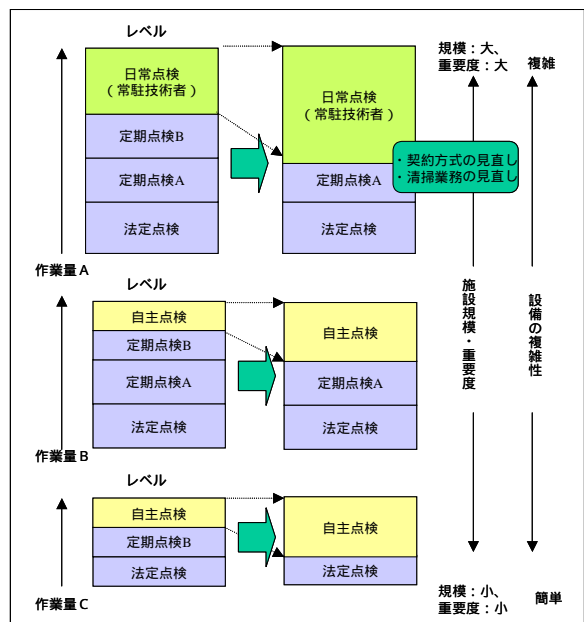 レベル
規模：大、
重要度：大
複雑
日常点検
（常駐技術者）
定期点検B
定期点検A
法定点検
日常点検
（常駐技術者）
定期点検A
法定点検
・契約方式の見直し
・清掃業務の見直し
作業量A
レベル
自主点検
定期点検B
定期点検A
法定点検
自主点検
定期点検A
法定点検
施設規模・重要度
設備の複雑性
作業量B
レベル
自主点検
定期点検B
法定点検
自主点検
法定点検
作業量C
規模：小、
重要度：小
簡単